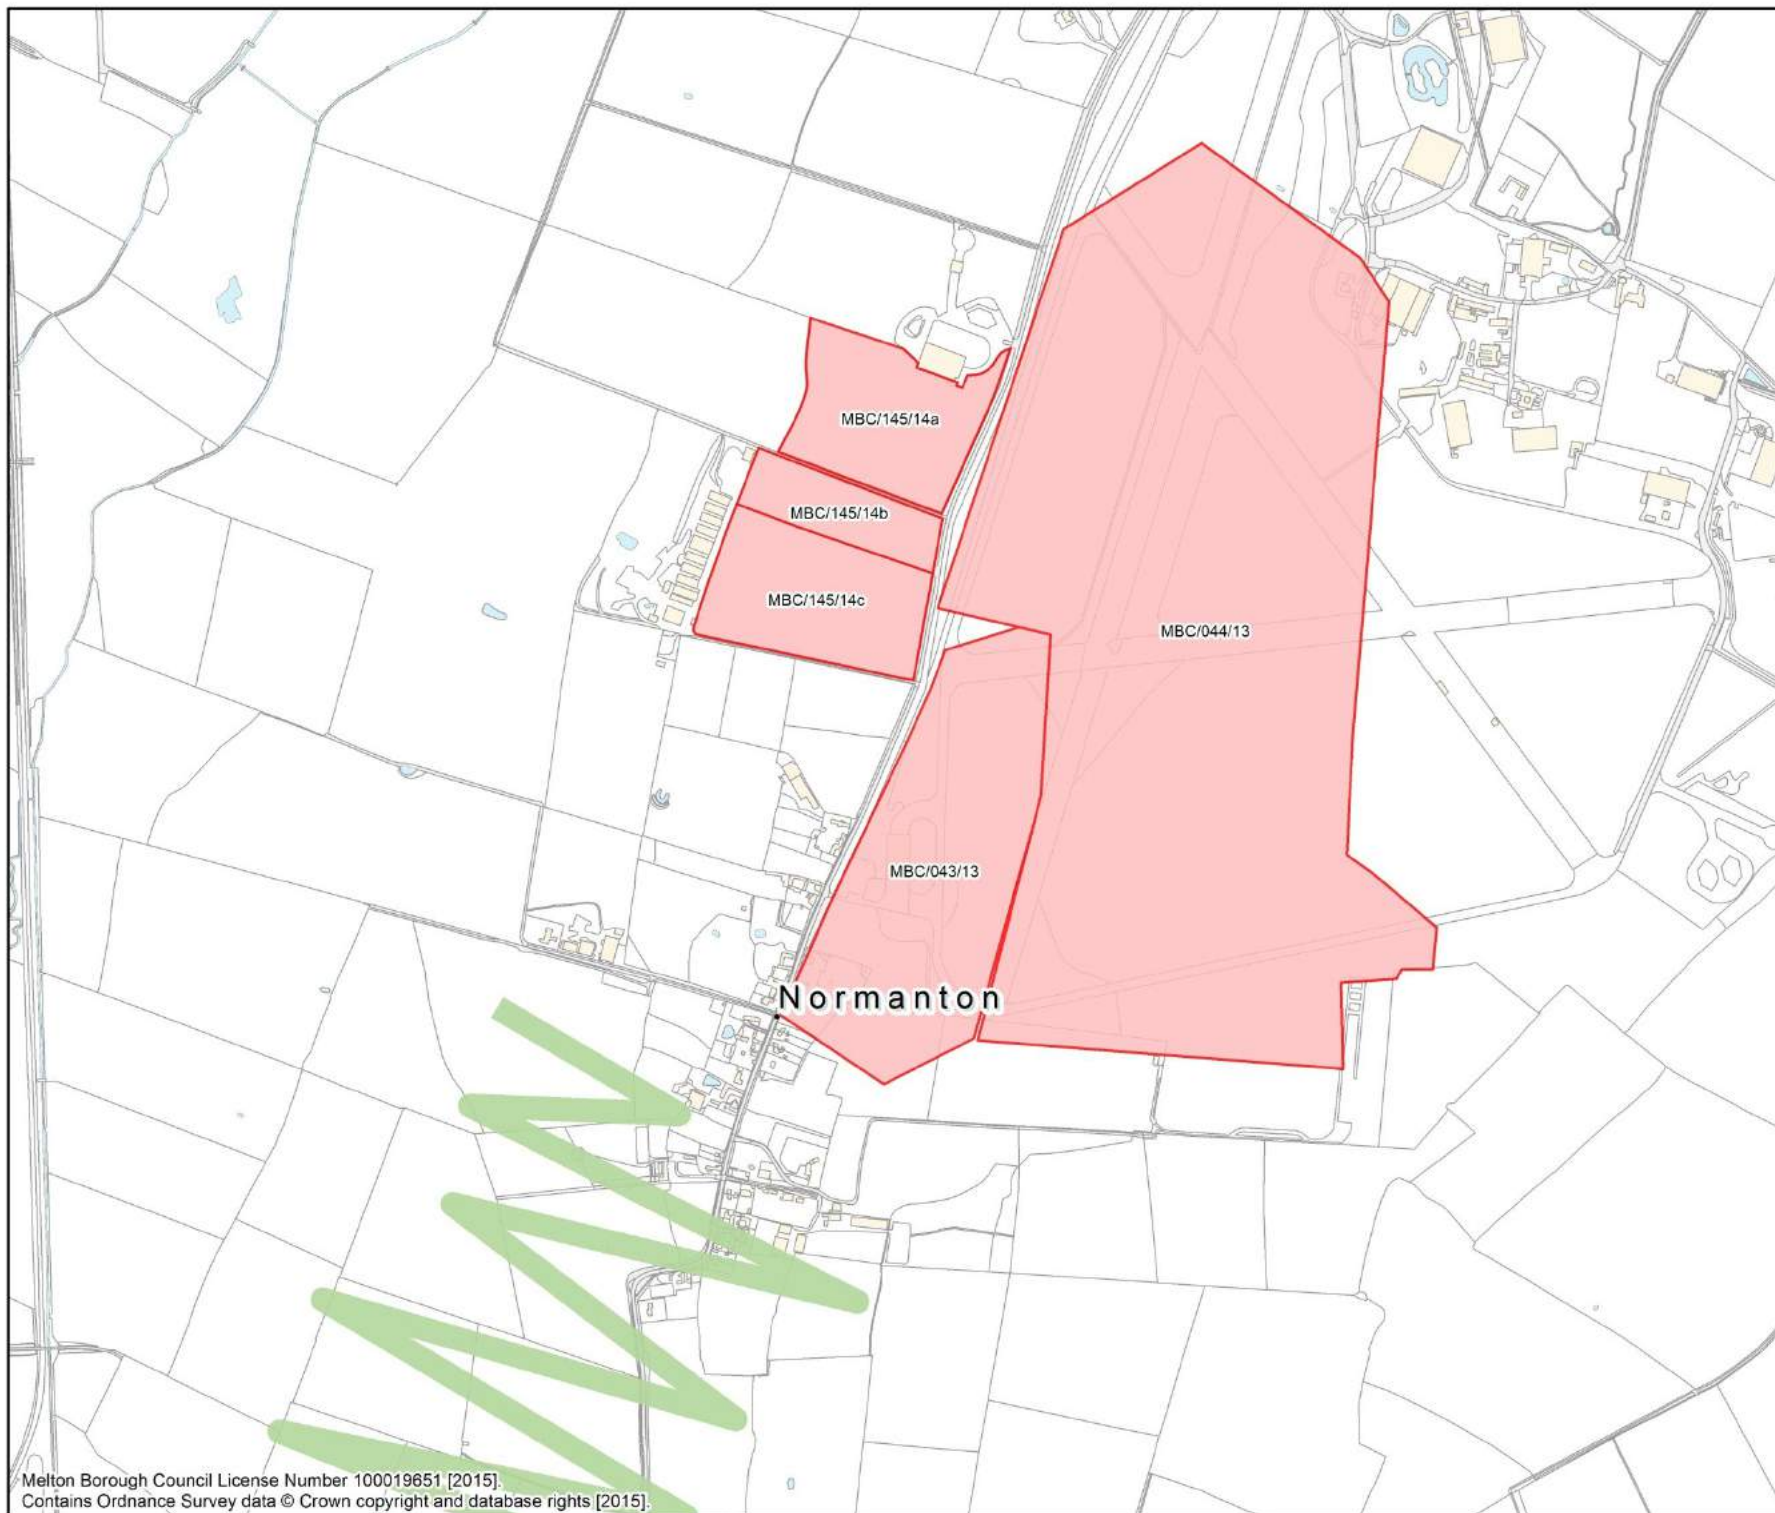 MBC/145/14a
MBC/145/14b
MBC/145/14c
MBC/044/13
MBC/043/13
Normanton
Melton Borough Council License Number 100019651 [2015].
Contains Ordnance Survey data © Crown copyright and database rights [2015].